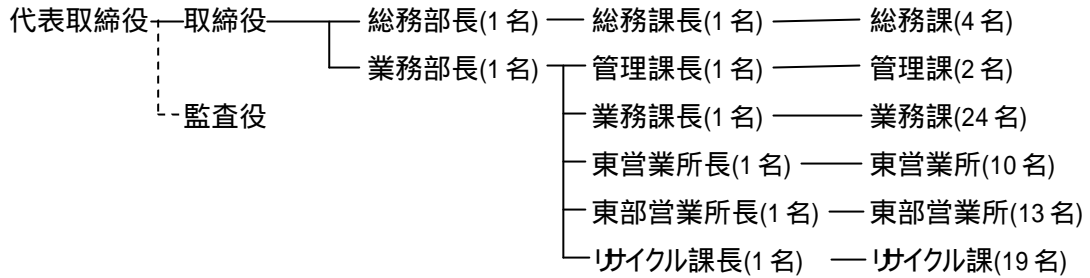 代表取締役 取締役 総務部長(1名) 総務課長(1名) 総務課(4名)
業務部長(1名) 管理課長(1名) 管理課(2名)
監査役 業務課長(1名) 業務課(24名)
東営業所長(1名) 東営業所(10名)
東部営業所長(1名) 東部営業所(13名)
リサイクル課長(1名) リサイクル課(19名)